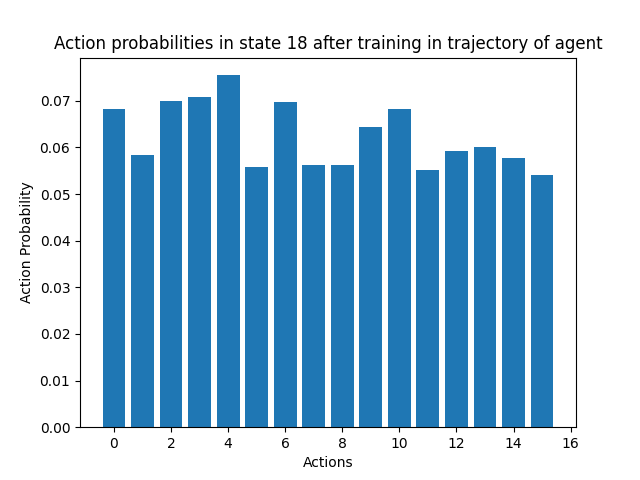 Action probabilities in state 18 after training in trajectory of agent
0.07
0.06
0.05
0.04
0.03
0.02
0.01
0.00
Action Probability
0 2 4 6 8 10 12 14 16
Actions